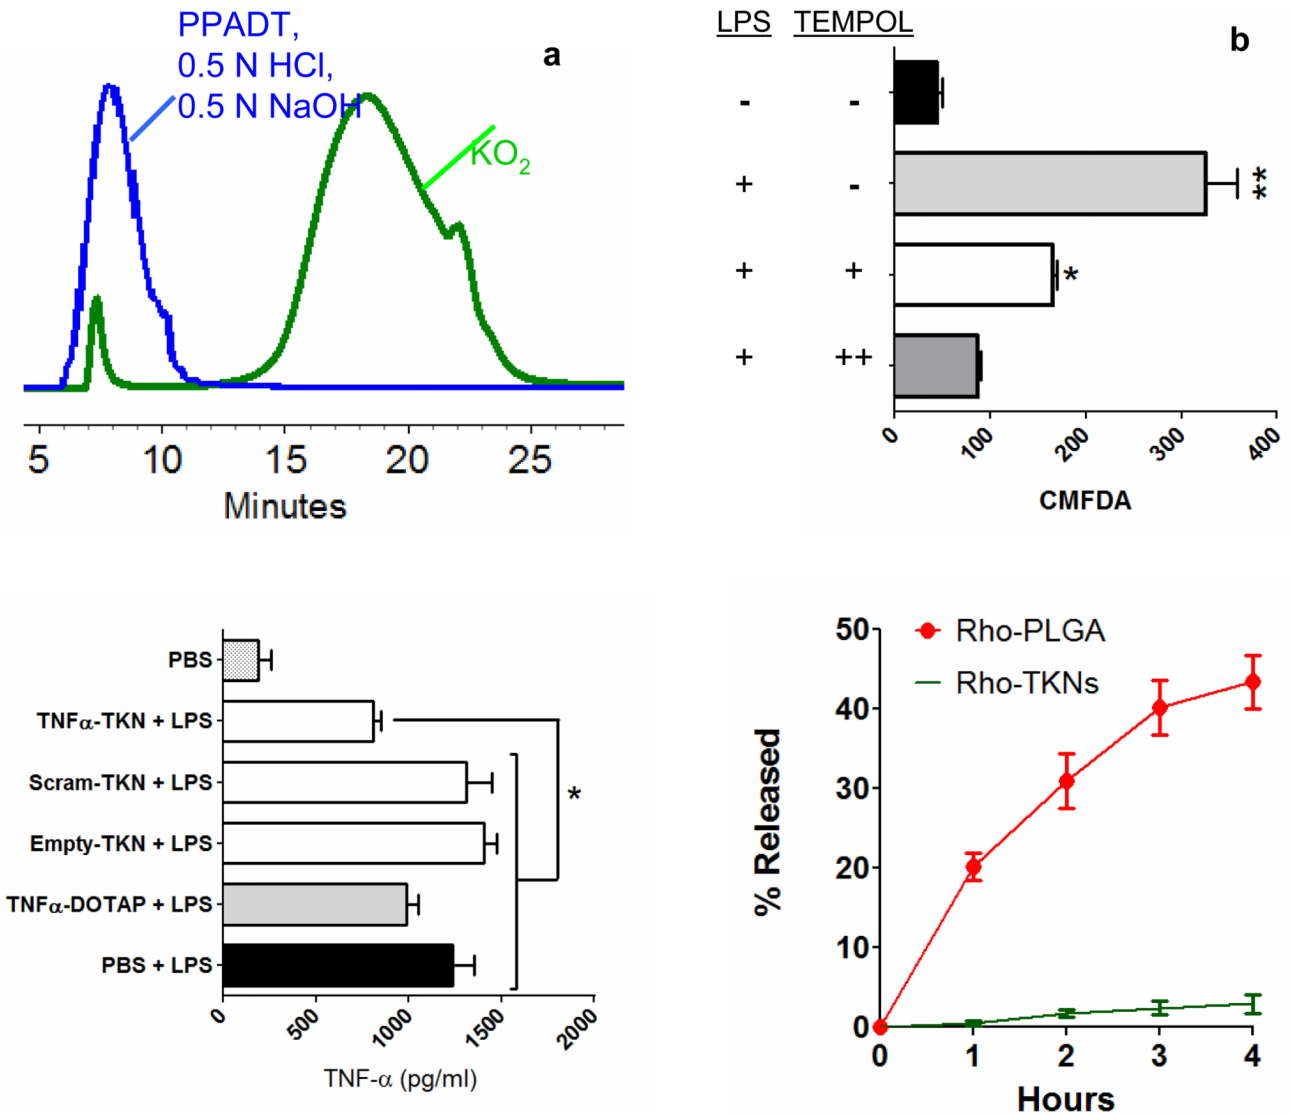 PPADT,
0.5 N HCl,
0.5 N NaOH
a
KO2
5 10 15 20 25
Minutes
LPS TEMPOL
b
- -
+ -
**
+ +
*
+ ++
0 100 200 300 400
CMFDA
PBS
TNFα-TKN + LPS
Scram-TKN + LPS
*
Empty-TKN + LPS
TNFα-DOTAP + LPS
PBS + LPS
0 500 1000 1500 2000
TNF-α (pg/ml)
Rho-PLGA
Rho-TKNs
% Released
50
40
30
20
10
0
0 1 2 3 4
Hours